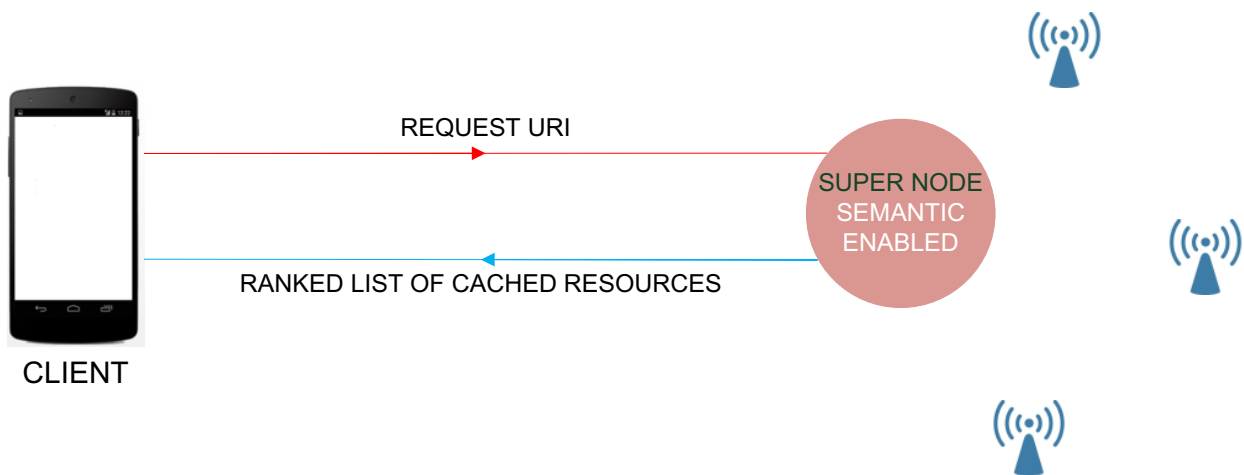 REQUEST URI
SUPER NODE
SEMANTIC
ENABLED
RANKED LIST OF CACHED RESOURCES
CLIENT